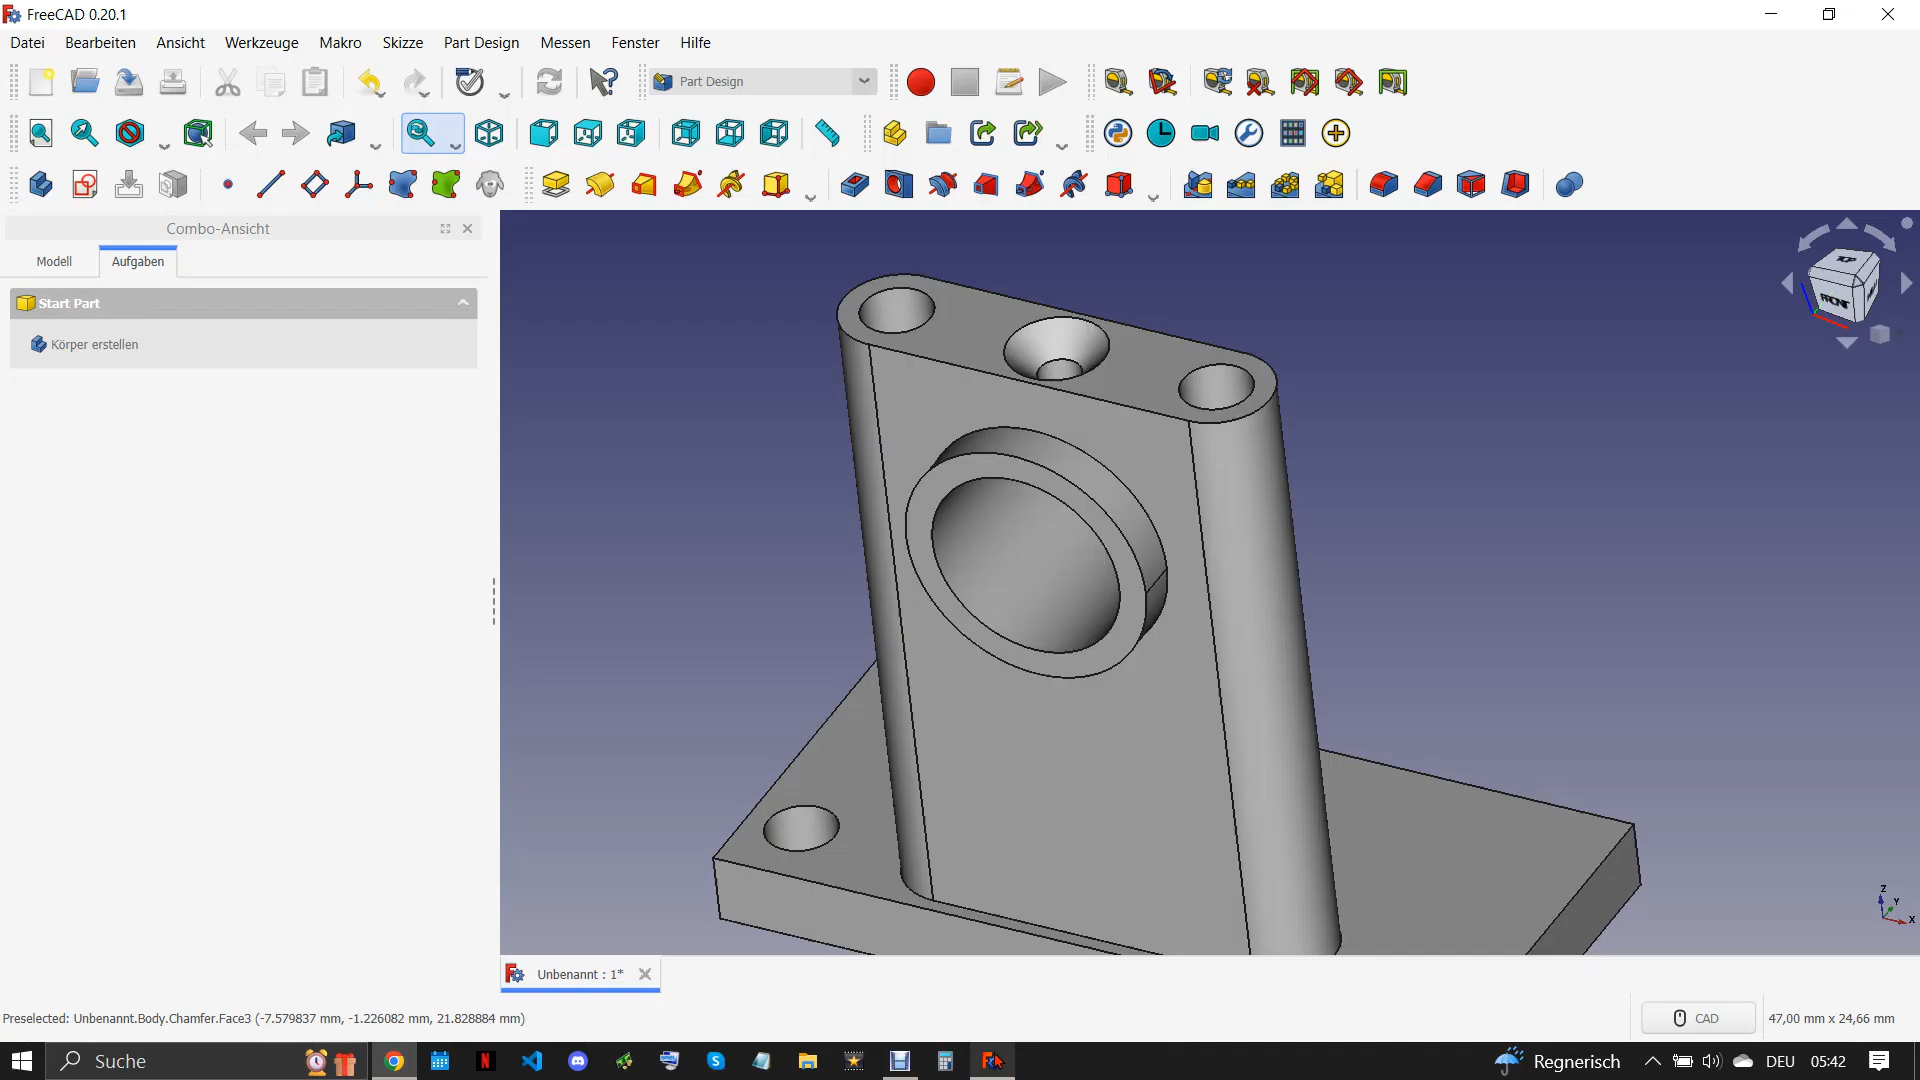 FreeCAD 0.20.1
Datei Bearbeiten Ansicht Werkzeuge Makro Skizze Part Design Messen Fenster Hilfe
Part Design
Combo-Ansicht
Modell Aufgaben
Start Part
Körper erstellen
TOP
FRONT
Z
Y
X
Unbenannt : 1*
Preselected: Unbenannt.Body.Chamfer.Face3 (-7.579837 mm, -1.226082 mm, 21.828884 mm)
CAD
47,00 mm x 24,66 mm
Suche
Regnerisch
DEU
05:42